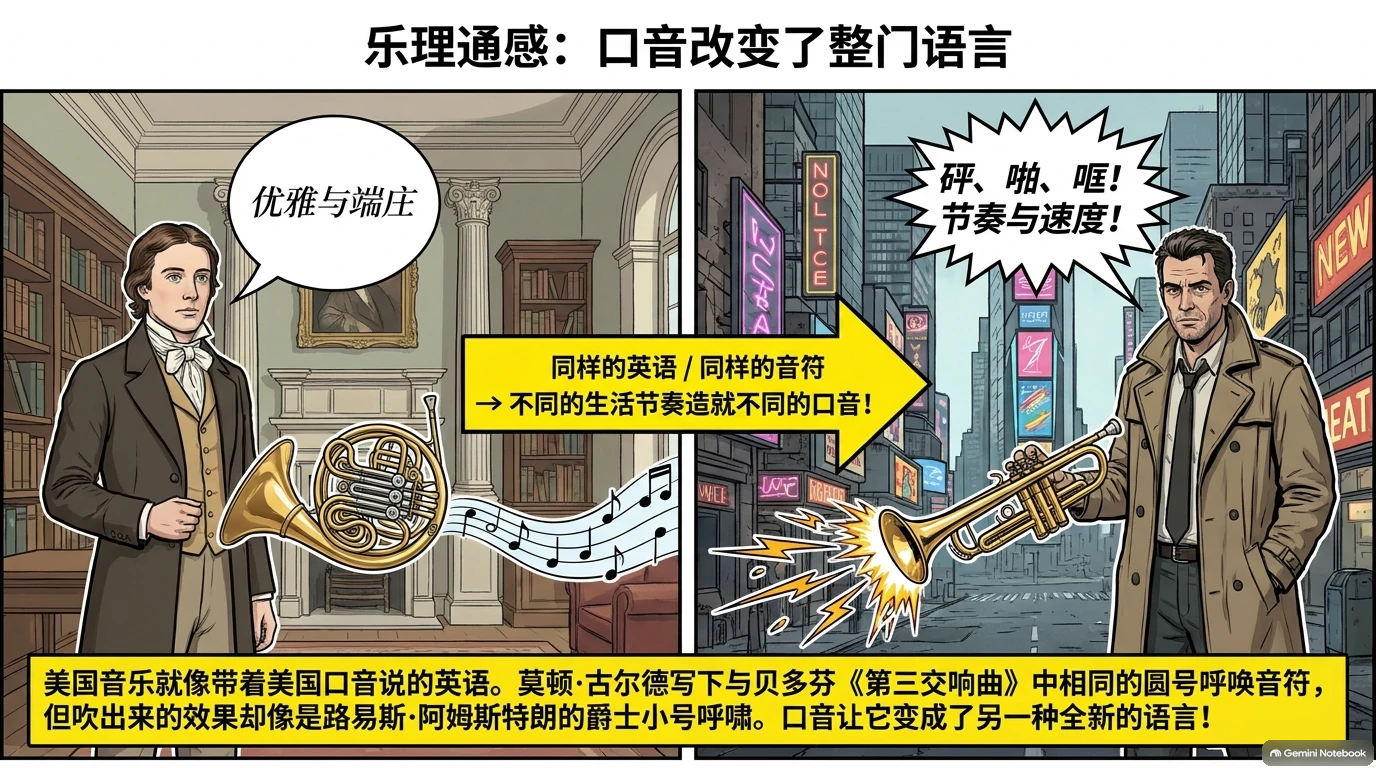 乐理通感：口音改变了整门语言
优雅与端庄
砰、啪、哐！
节奏与速度！
NOLTCE
NEW
EAT
同样的英语 / 同样的音符
→ 不同的生活节奏造就不同的口音！
美国音乐就像带着美国口音说的英语。莫顿·古尔德写下与贝多芬《第三交响曲》中相同的圆号呼唤音符，
但吹出来的效果却像是路易斯·阿姆斯特朗的爵士小号呼啸。口音让它变成了另一种全新的语言！
Gemini Notebook